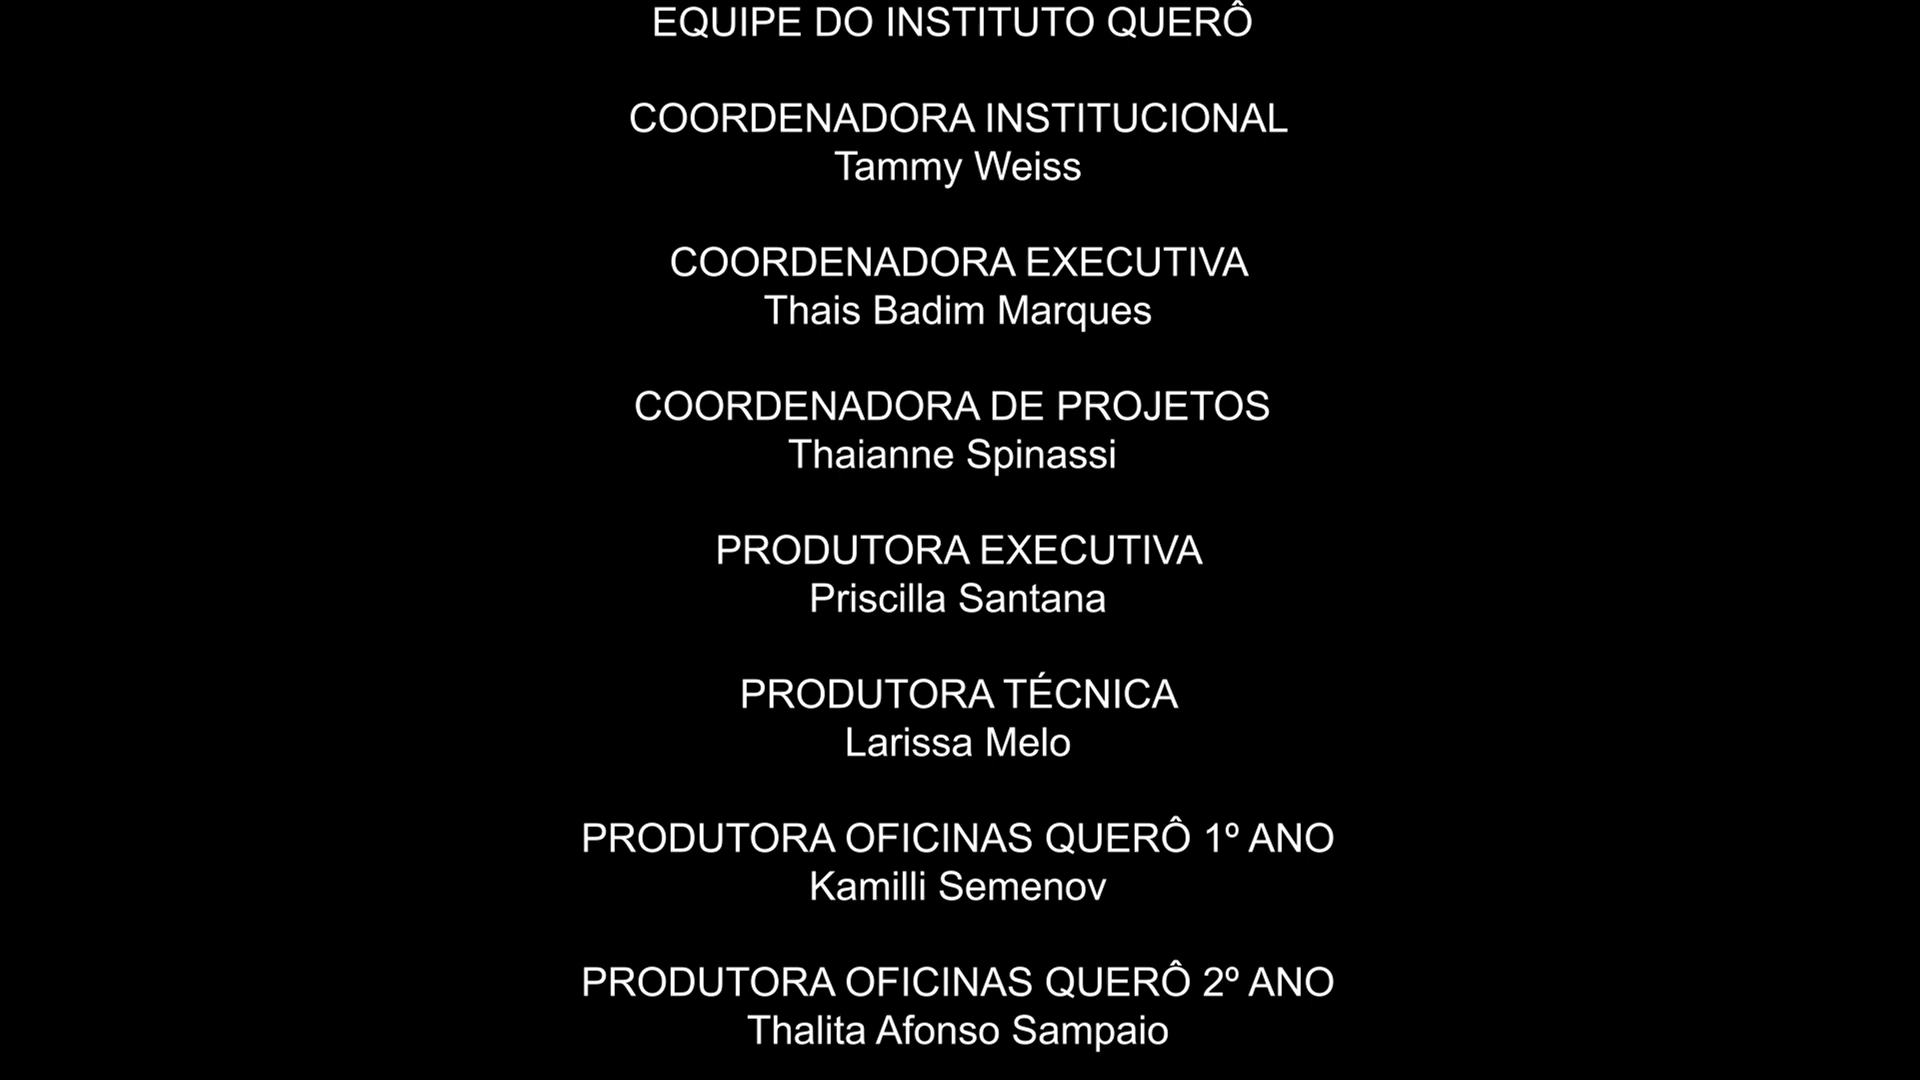 EQUIPE DO INSTITUTO QUERÔ
COORDENADORA INSTITUCIONAL
Tammy Weiss
COORDENADORA EXECUTIVA
Thais Badim Marques
COORDENADORA DE PROJETOS
Thaianne Spinassi
PRODUTORA EXECUTIVA
Priscilla Santana
PRODUTORA TÉCNICA
Larissa Melo
PRODUTORA OFICINAS QUERÔ 1º ANO
Kamilli Semenov
PRODUTORA OFICINAS QUERÔ 2º ANO
Thalita Afonso Sampaio